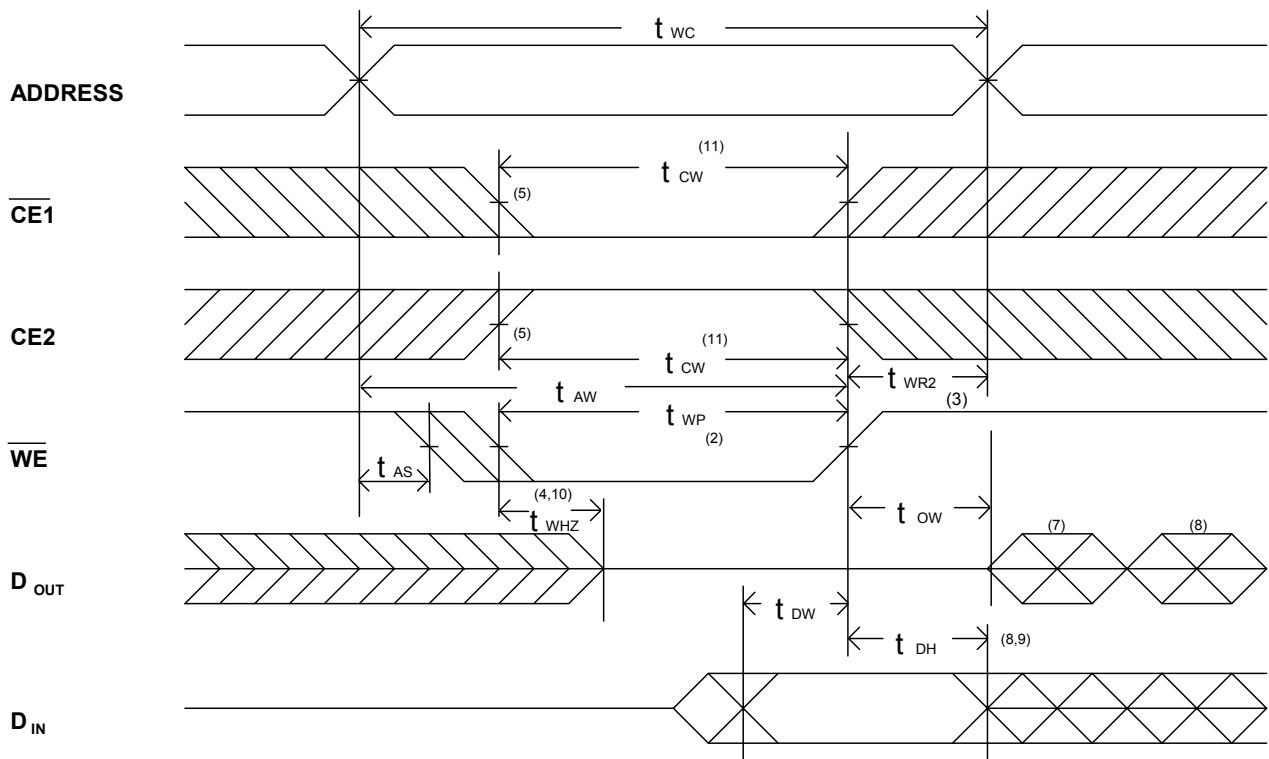 t WC
ADDRESS
(11)
t CW
CE1
(5)
CE2
(5)
(11)
t CW
t WR2
t AW
(3)
t WP
(2)
WE
t AS
(4,10)
t WHZ
t OW
(7)
(8)
D OUT
t DW
t DH
(8,9)
D IN